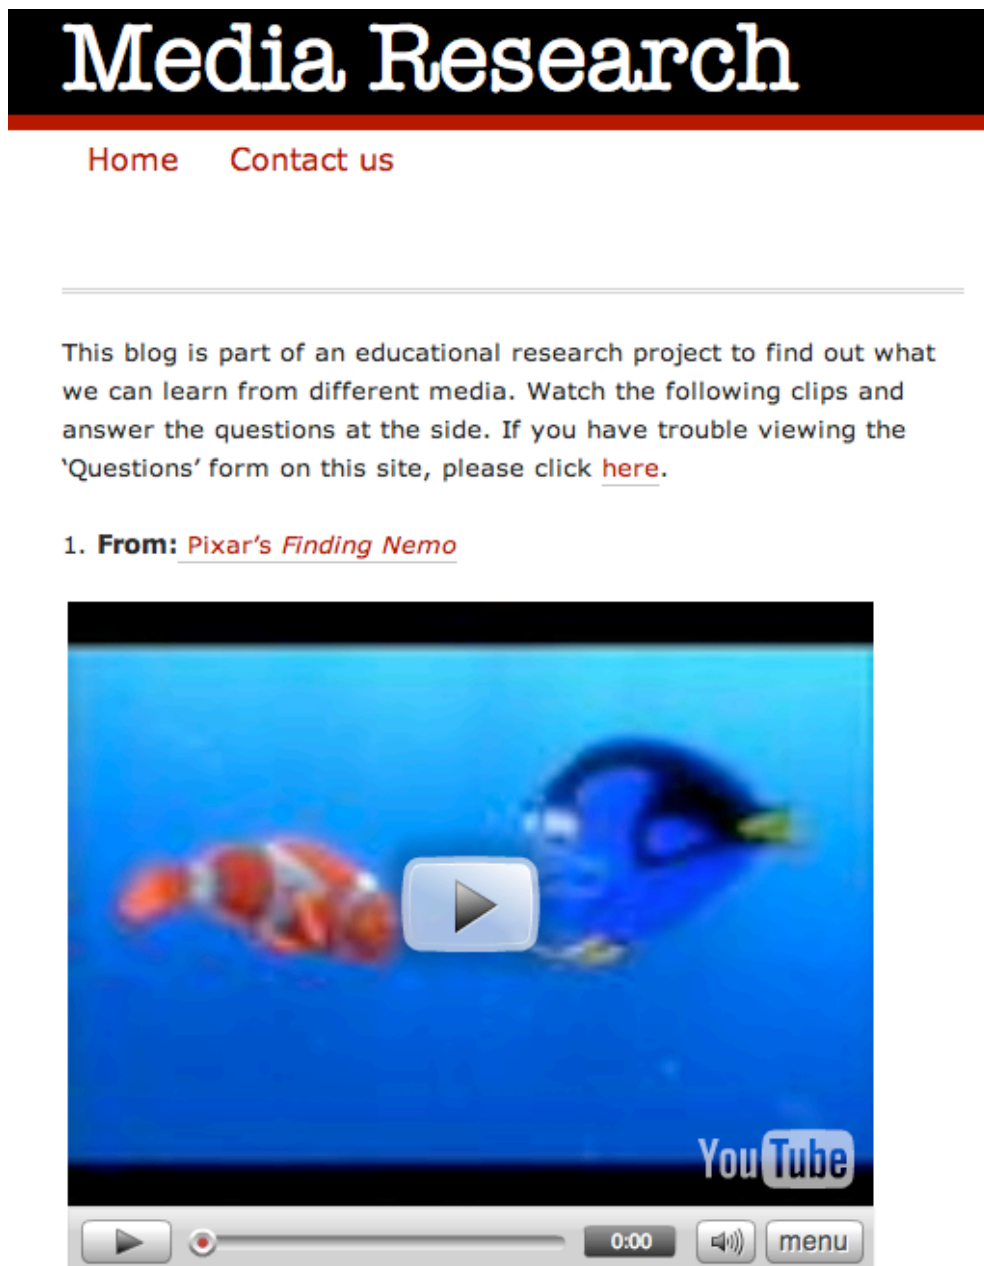 Media Research
Home Contact us
This blog is part of an educational research project to find out what
we can learn from different media. Watch the following clips and
answer the questions at the side. If you have trouble viewing the
‘Questions’ form on this site, please click here.
1. From: Pixar’s Finding Nemo
YouTube
0:00 menu